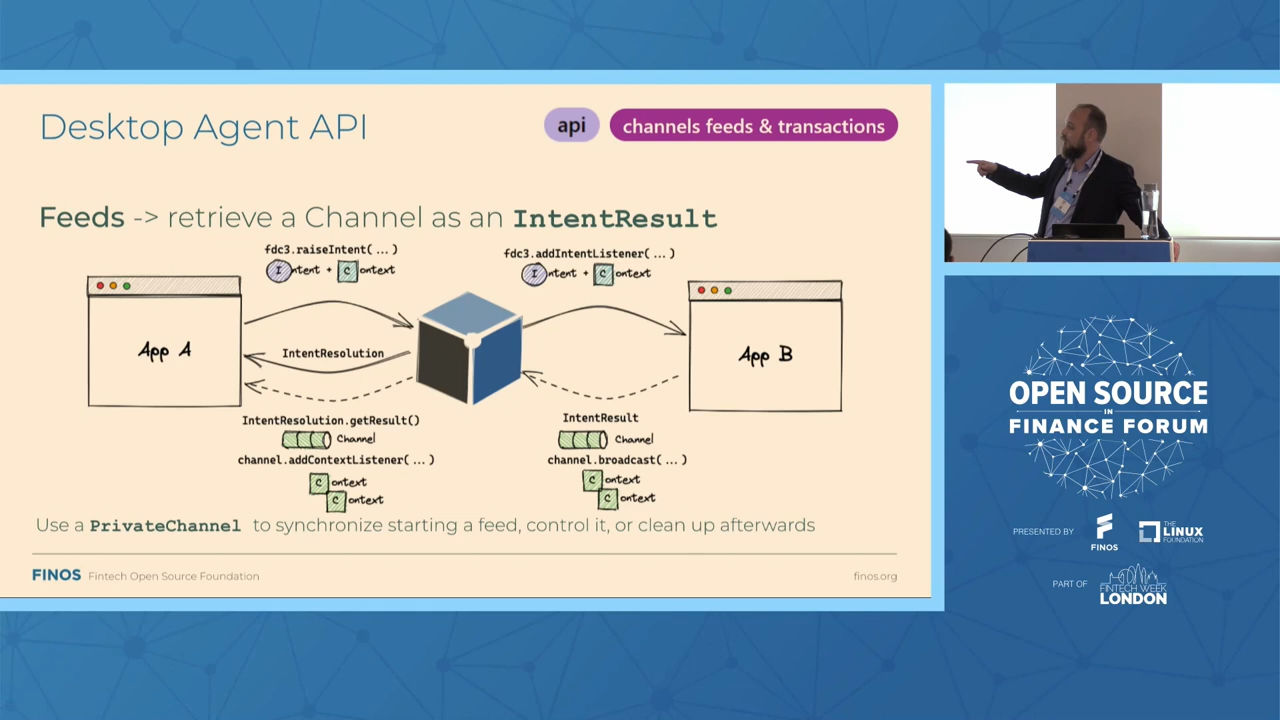 Desktop Agent API
api
channels feeds & transactions
Feeds -> retrieve a Channel as an IntentResult
fdc3.raiseIntent(...)
Intent + Context
fdc3.addIntentListener(...)
Intent + Context
App A
IntentResolution
App B
IntentResolution.getResult()
Channel
channel.addContextListener(...)
Context
Context
IntentResult
Channel
channel.broadcast(...)
Context
Context
Use a PrivateChannel to synchronize starting a feed, control it, or clean up afterwards
FINOS Fintech Open Source Foundation
finos.org
OPEN SOURCE
IN
FINANCE FORUM
PRESENTED BY
FINOS
THE
LINUX
FOUNDATION
PART OF
FINTECH WEEK
LONDON